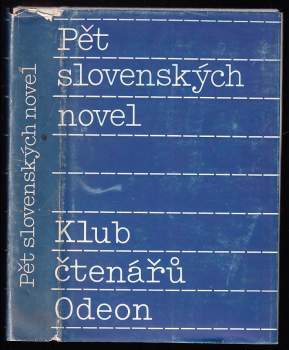 Pět slovenských novel
Pět
slovenských
novel
Klub
čtenářů
Odeon